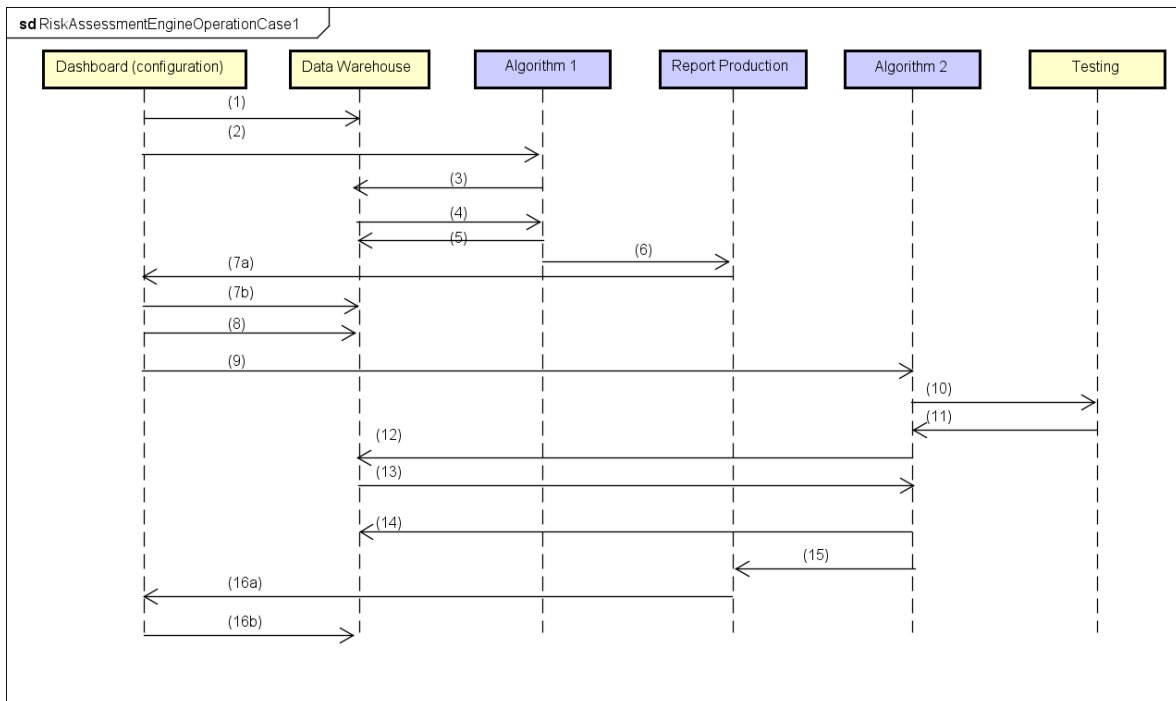 sd RiskAssessmentEngineOperationCase1
Dashboard (configuration)
Data Warehouse
Algorithm 1
Report Production
Algorithm 2
Testing
(1)
(2)
(3)
(4)
(5)
(6)
(7a)
(7b)
(8)
(9)
(10)
(11)
(12)
(13)
(14)
(15)
(16a)
(16b)